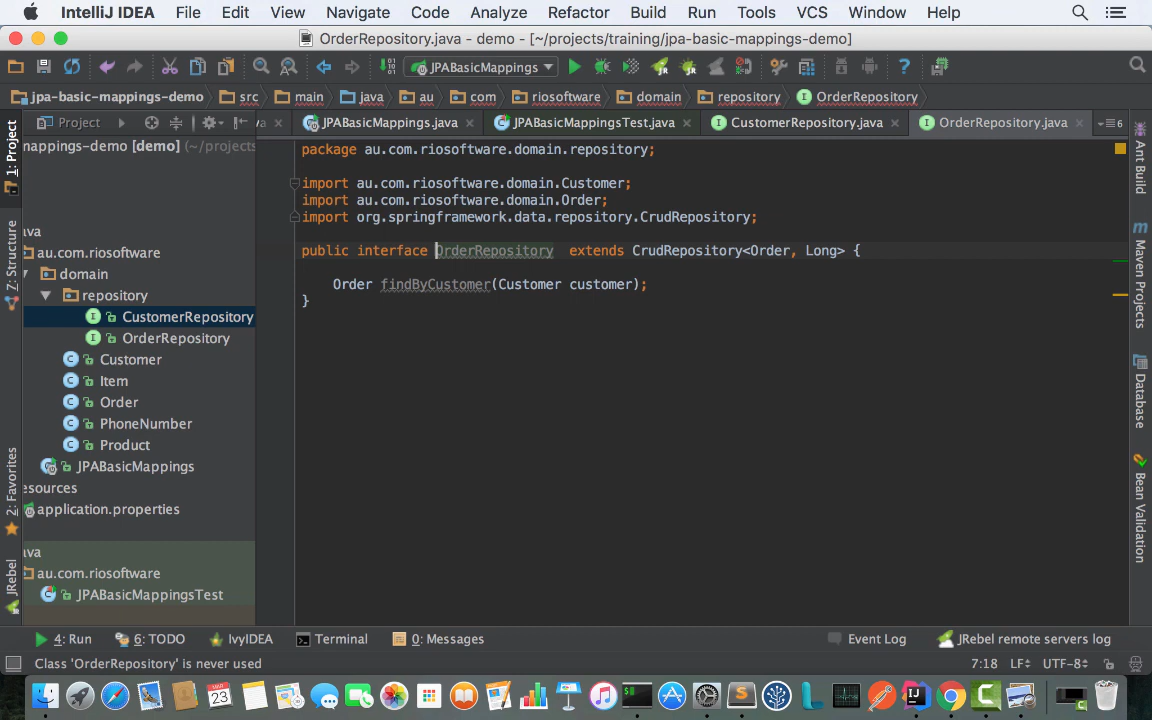 IntelliJ IDEA File Edit View Navigate Code Analyze Refactor Build Run Tools VCS Window Help
OrderRepository.java - demo - [~/projects/training/jpa-basic-mappings-demo]
JPABasicMappings
jpa-basic-mappings-demo src main java au com riosoftware domain repository OrderRepository
Project
JPABasicMappings.java JPABasicMappingsTest.java CustomerRepository.java OrderRepository.java
6
mappings-demo [demo] (~/projects
package au.com.riosoftware.domain.repository;
import au.com.riosoftware.domain.Customer;
import au.com.riosoftware.domain.Order;
import org.springframework.data.repository.CrudRepository;
public interface OrderRepository extends CrudRepository<Order, Long> {
Order findByCustomer(Customer customer);
}
ava
au.com.riosoftware
domain
repository
CustomerRepository
OrderRepository
Customer
Item
Order
PhoneNumber
Product
JPABasicMappings
esources
application.properties
ava
au.com.riosoftware
JPABasicMappingsTest
1: Project
Z: Structure
2: Favorites
JRebel
Ant Build
Maven Projects
Database
Bean Validation
4: Run 6: TODO IvyIDEA Terminal 0: Messages Event Log JRebel remote servers log
Class 'OrderRepository' is never used 7:18 LF UTF-8
MAR
23